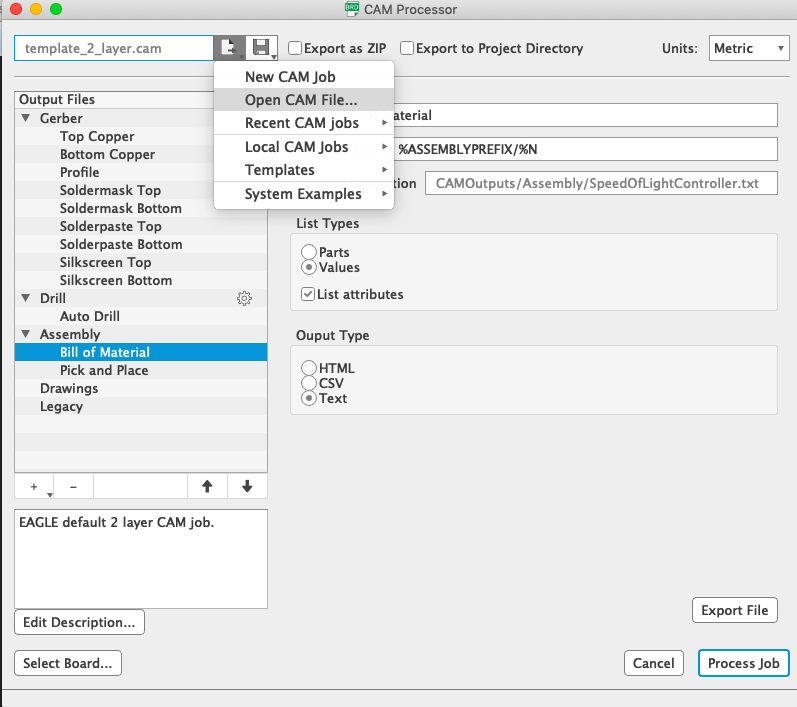 BRD CAM Processor
template_2_layer.cam
Export as ZIP
Export to Project Directory
Units:
Metric
New CAM Job
Open CAM File...
Recent CAM jobs
Local CAM Jobs
Templates
System Examples
Output Files
Gerber
Top Copper
Bottom Copper
Profile
Soldermask Top
Soldermask Bottom
Solderpaste Top
Solderpaste Bottom
Silkscreen Top
Silkscreen Bottom
Drill
Auto Drill
Assembly
Bill of Material
Pick and Place
Drawings
Legacy
+
−
EAGLE default 2 layer CAM job.
Edit Description...
Select Board...
aterial
%ASSEMBLYPREFIX/%N
tion
CAMOutputs/Assembly/SpeedOfLightController.txt
List Types
Parts
Values
List attributes
Ouput Type
HTML
CSV
Text
Export File
Cancel
Process Job